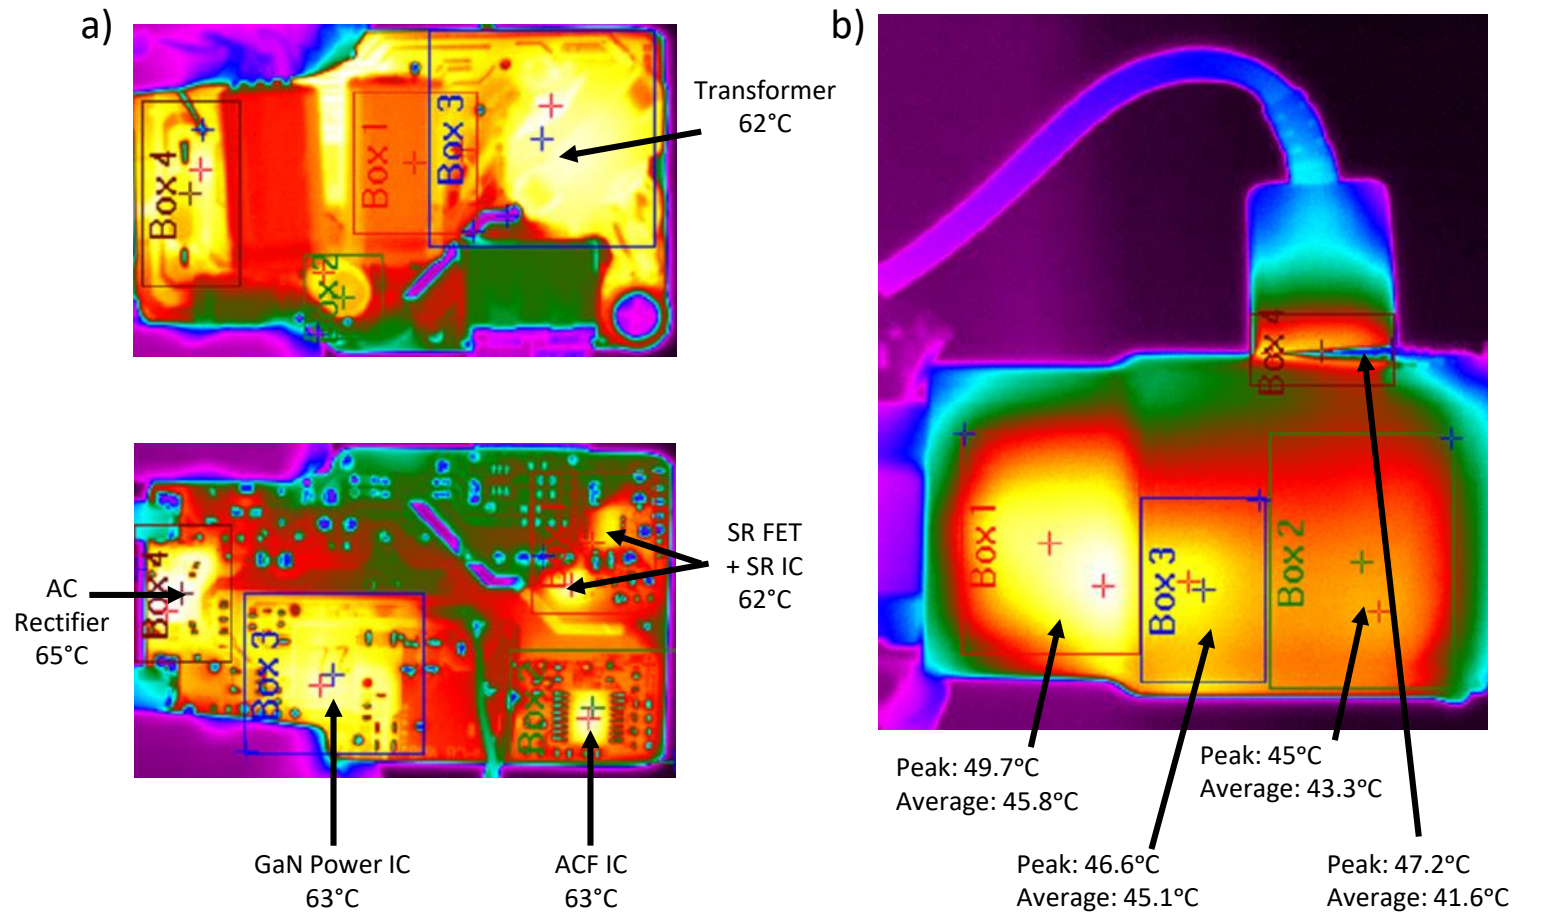 a)
Box 4
Box 1
Box 3
Transformer
62°C
b)
Box 4
Box 1
Box 3
Box 2
AC
Rectifier
65°C
Box 4
Box 3
SR FET
+ SR IC
62°C
GaN Power IC
63°C
ACF IC
63°C
Peak: 49.7°C
Average: 45.8°C
Peak: 45°C
Average: 43.3°C
Peak: 46.6°C
Average: 45.1°C
Peak: 47.2°C
Average: 41.6°C